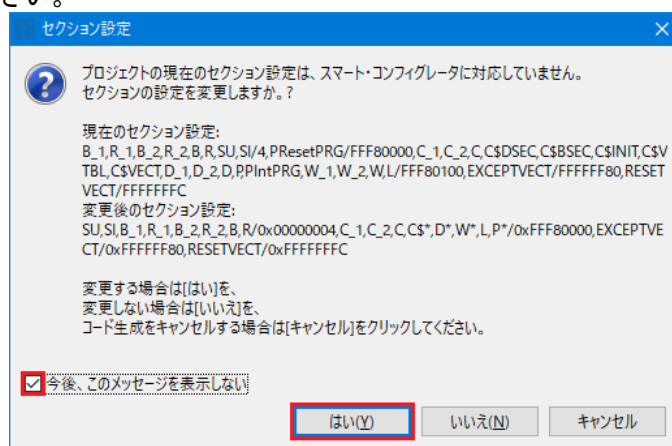 さい。
セクション設定
プロジェクトの現在のセクション設定は、スマート・コンフィグレータに対応していません。
セクションの設定を変更しますか。?
現在のセクション設定:
B_1,R_1,B_2,R_2,B,R,SU,SI/4,PResetPRG/FFF80000,C_1,C_2,C,C$DSEC,C$BSEC,C$INIT,C$V
TBL,C$VECT,D_1,D_2,D,P,PIntPRG,W_1,W_2,W,L/FFF80100,EXCEPTVECT/FFFFFF80,RESET
VECT/FFFFFFFC
変更後のセクション設定:
SU,SI,B_1,R_1,B_2,R_2,B,R/0x00000004,C_1,C_2,C,C$*,D*,W*,L,P*/0xFFF80000,EXCEPTVE
CT/0xFFFFFF80,RESETVECT/0xFFFFFFFC
変更する場合は[はい]を、
変更しない場合は[いいえ]を、
コード生成をキャンセルする場合は[キャンセル]をクリックしてください。
今後、このメッセージを表示しない
はい(Y) いいえ(N) キャンセル